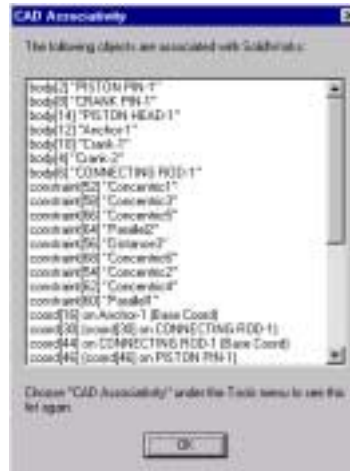 CAD Associativity
The following objects are associated with SolidWorks:
body[2] "PISTON PIN-1"
body[8] "CRANK PIN-1"
body[14] "PISTON HEAD-1"
body[12] "Anchor-1"
body[10] "Crank-1"
body[4] "Crank-2"
body[6] "CONNECTING ROD-1"
constraint[52] "Concentric1"
constraint[58] "Concentric3"
constraint[66] "Concentric5"
constraint[64] "Parallel2"
constraint[56] "Distance3"
constraint[68] "Concentric6"
constraint[54] "Concentric2"
constraint[62] "Concentric4"
constraint[60] "Parallel1"
coord[16] on Anchor-1 (Base Coord)
coord[30] (coord[30] on CONNECTING ROD-1)
coord[44] on CONNECTING ROD-1 (Base Coord)
coord[46] (coord[46] on PISTON PIN-1)
Choose "CAD Associativity" under the Tools menu to see this
list again.
OK